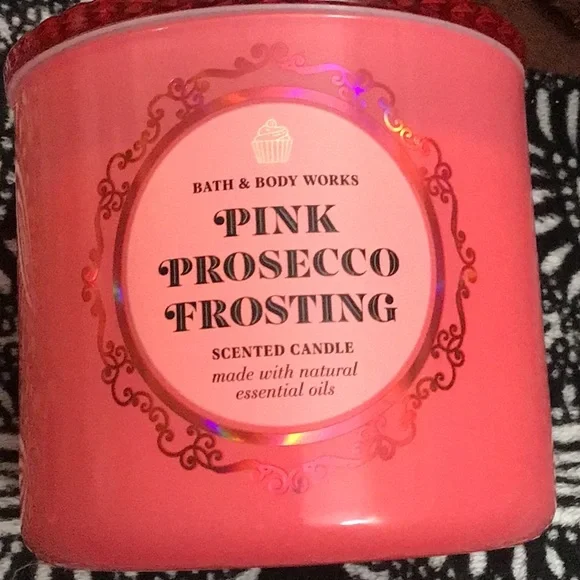 BATH & BODY WORKS
PINK
PROSECCO
FROSTING
SCENTED CANDLE
made with natural
essential oils